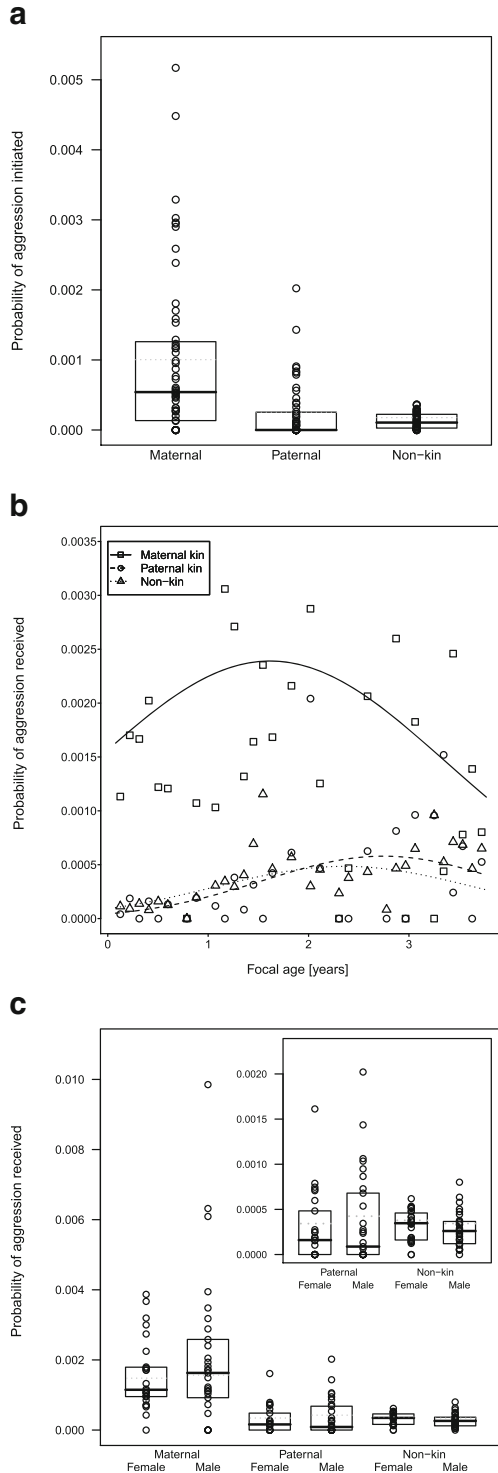 a
Probability of aggression initiated
0.005
0.004
0.003
0.002
0.001
0.000
Maternal Paternal Non-kin
b
Probability of aggression received
0.0035
0.0030
0.0025
0.0020
0.0015
0.0010
0.0005
0.0000
Maternal kin
Paternal kin
Non-kin
0 1 2 3
Focal age [years]
c
Probability of aggression received
0.010
0.008
0.006
0.004
0.002
0.000
0.0020
0.0015
0.0010
0.0005
0.0000
Paternal Non-kin
Female Male Female Male
Maternal Paternal Non-kin
Female Male Female Male Female Male